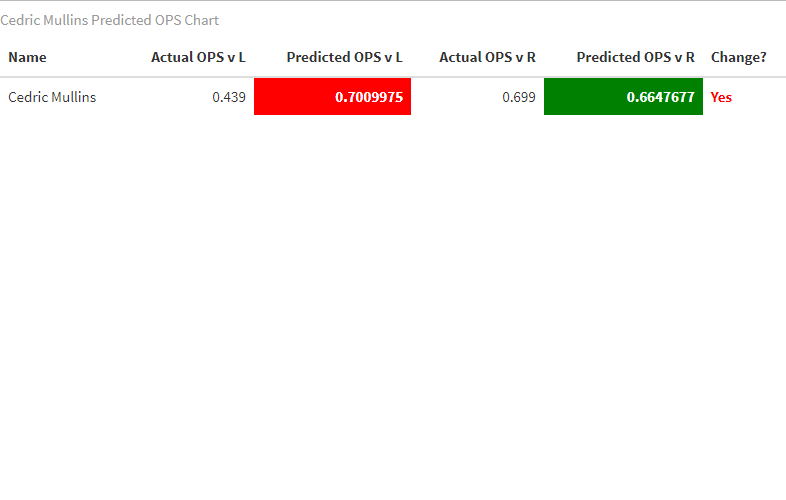 Cedric Mullins Predicted OPS Chart
Name Actual OPS v L Predicted OPS v L Actual OPS v R Predicted OPS v R Change?
Cedric Mullins 0.439 0.7009975 0.699 0.6647677 Yes